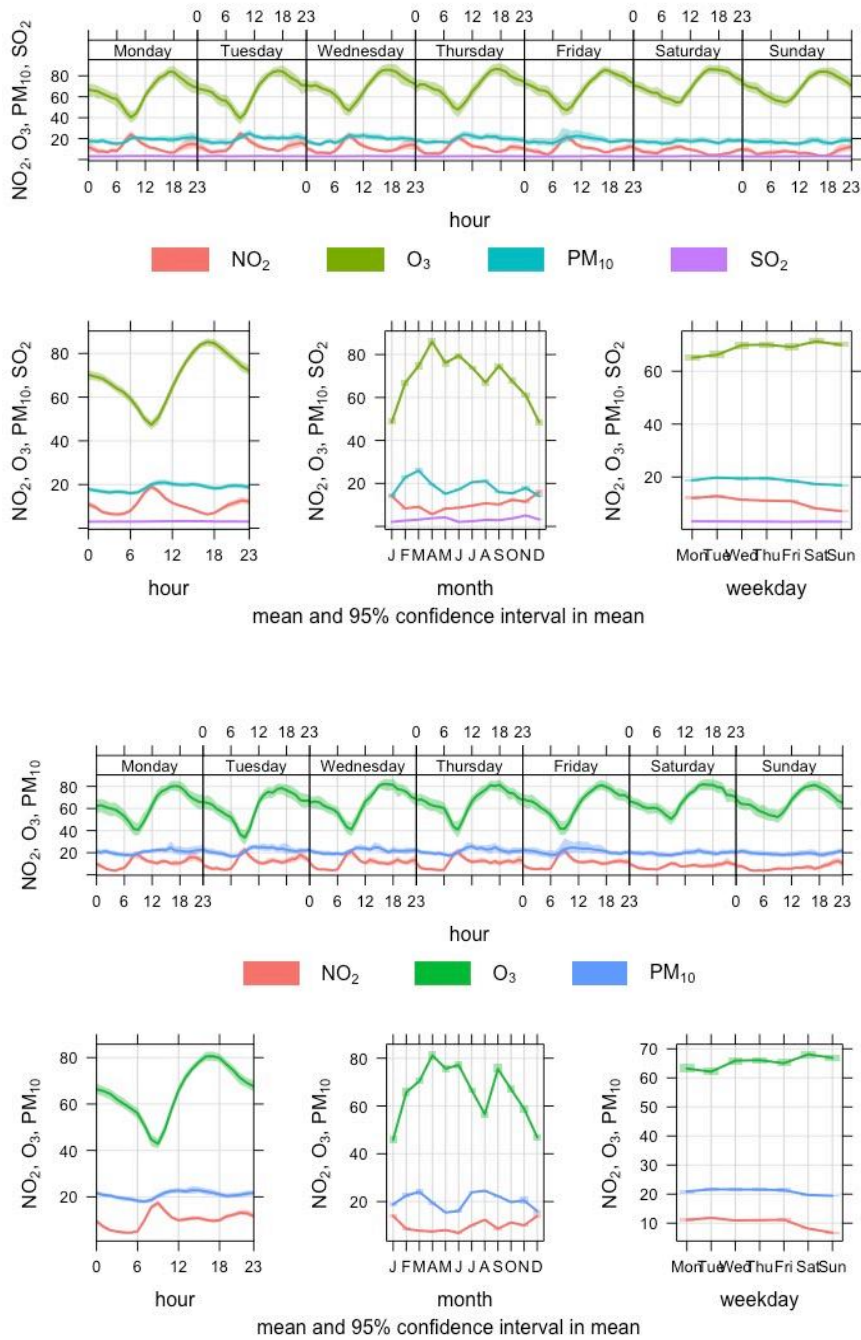 0 6 12 18 23 0 6 12 18 23 0 6 12 18 23
Monday Tuesday Wednesday Thursday Friday Saturday Sunday
NO2, O3, PM10, SO2
80
60
40
20
0 6 12 18 23 0 6 12 18 23 0 6 12 18 23 0 6 12 18 23
hour
NO2 O3 PM10 SO2
NO2, O3, PM10, SO2
80
60
40
20
0 6 12 18 23
hour
NO2, O3, PM10, SO2
80
60
40
20
J F M A M J J A S O N D
month
NO2, O3, PM10, SO2
60
20
Mon Tue Wed Thu Fri Sat Sun
weekday
mean and 95% confidence interval in mean
0 6 12 18 23 0 6 12 18 23 0 6 12 18 23
Monday Tuesday Wednesday Thursday Friday Saturday Sunday
NO2, O3, PM10
80
60
40
20
0 6 12 18 23 0 6 12 18 23 0 6 12 18 23 0 6 12 18 23
hour
NO2 O3 PM10
NO2, O3, PM10
80
60
40
20
0 6 12 18 23
hour
NO2, O3, PM10
80
60
40
20
J F M A M J J A S O N D
month
NO2, O3, PM10
70
60
50
40
30
20
10
Mon Tue Wed Thu Fri Sat Sun
weekday
mean and 95% confidence interval in mean